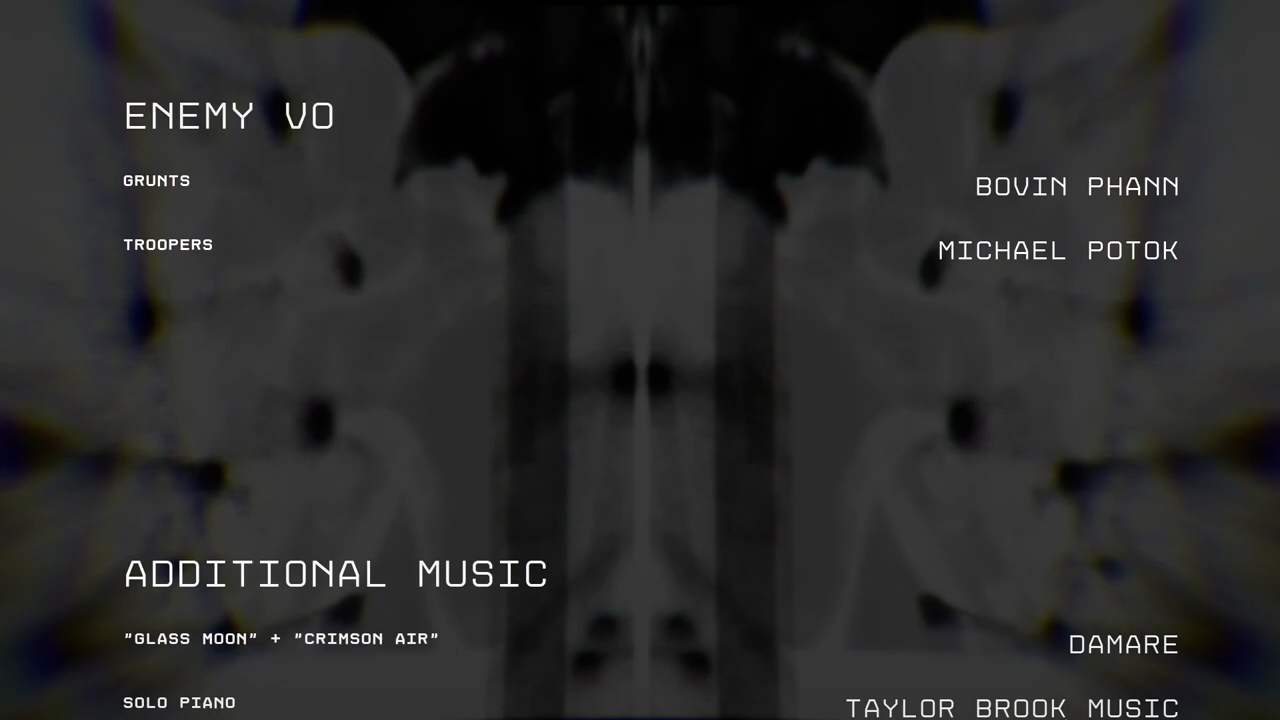 ENEMY VO
GRUNTS BOVIN PHANN
TROOPERS MICHAEL POTOK
ADDITIONAL MUSIC
"GLASS MOON" + "CRIMSON AIR" DAMARE
SOLO PIANO TAYLOR BROOK MUSIC